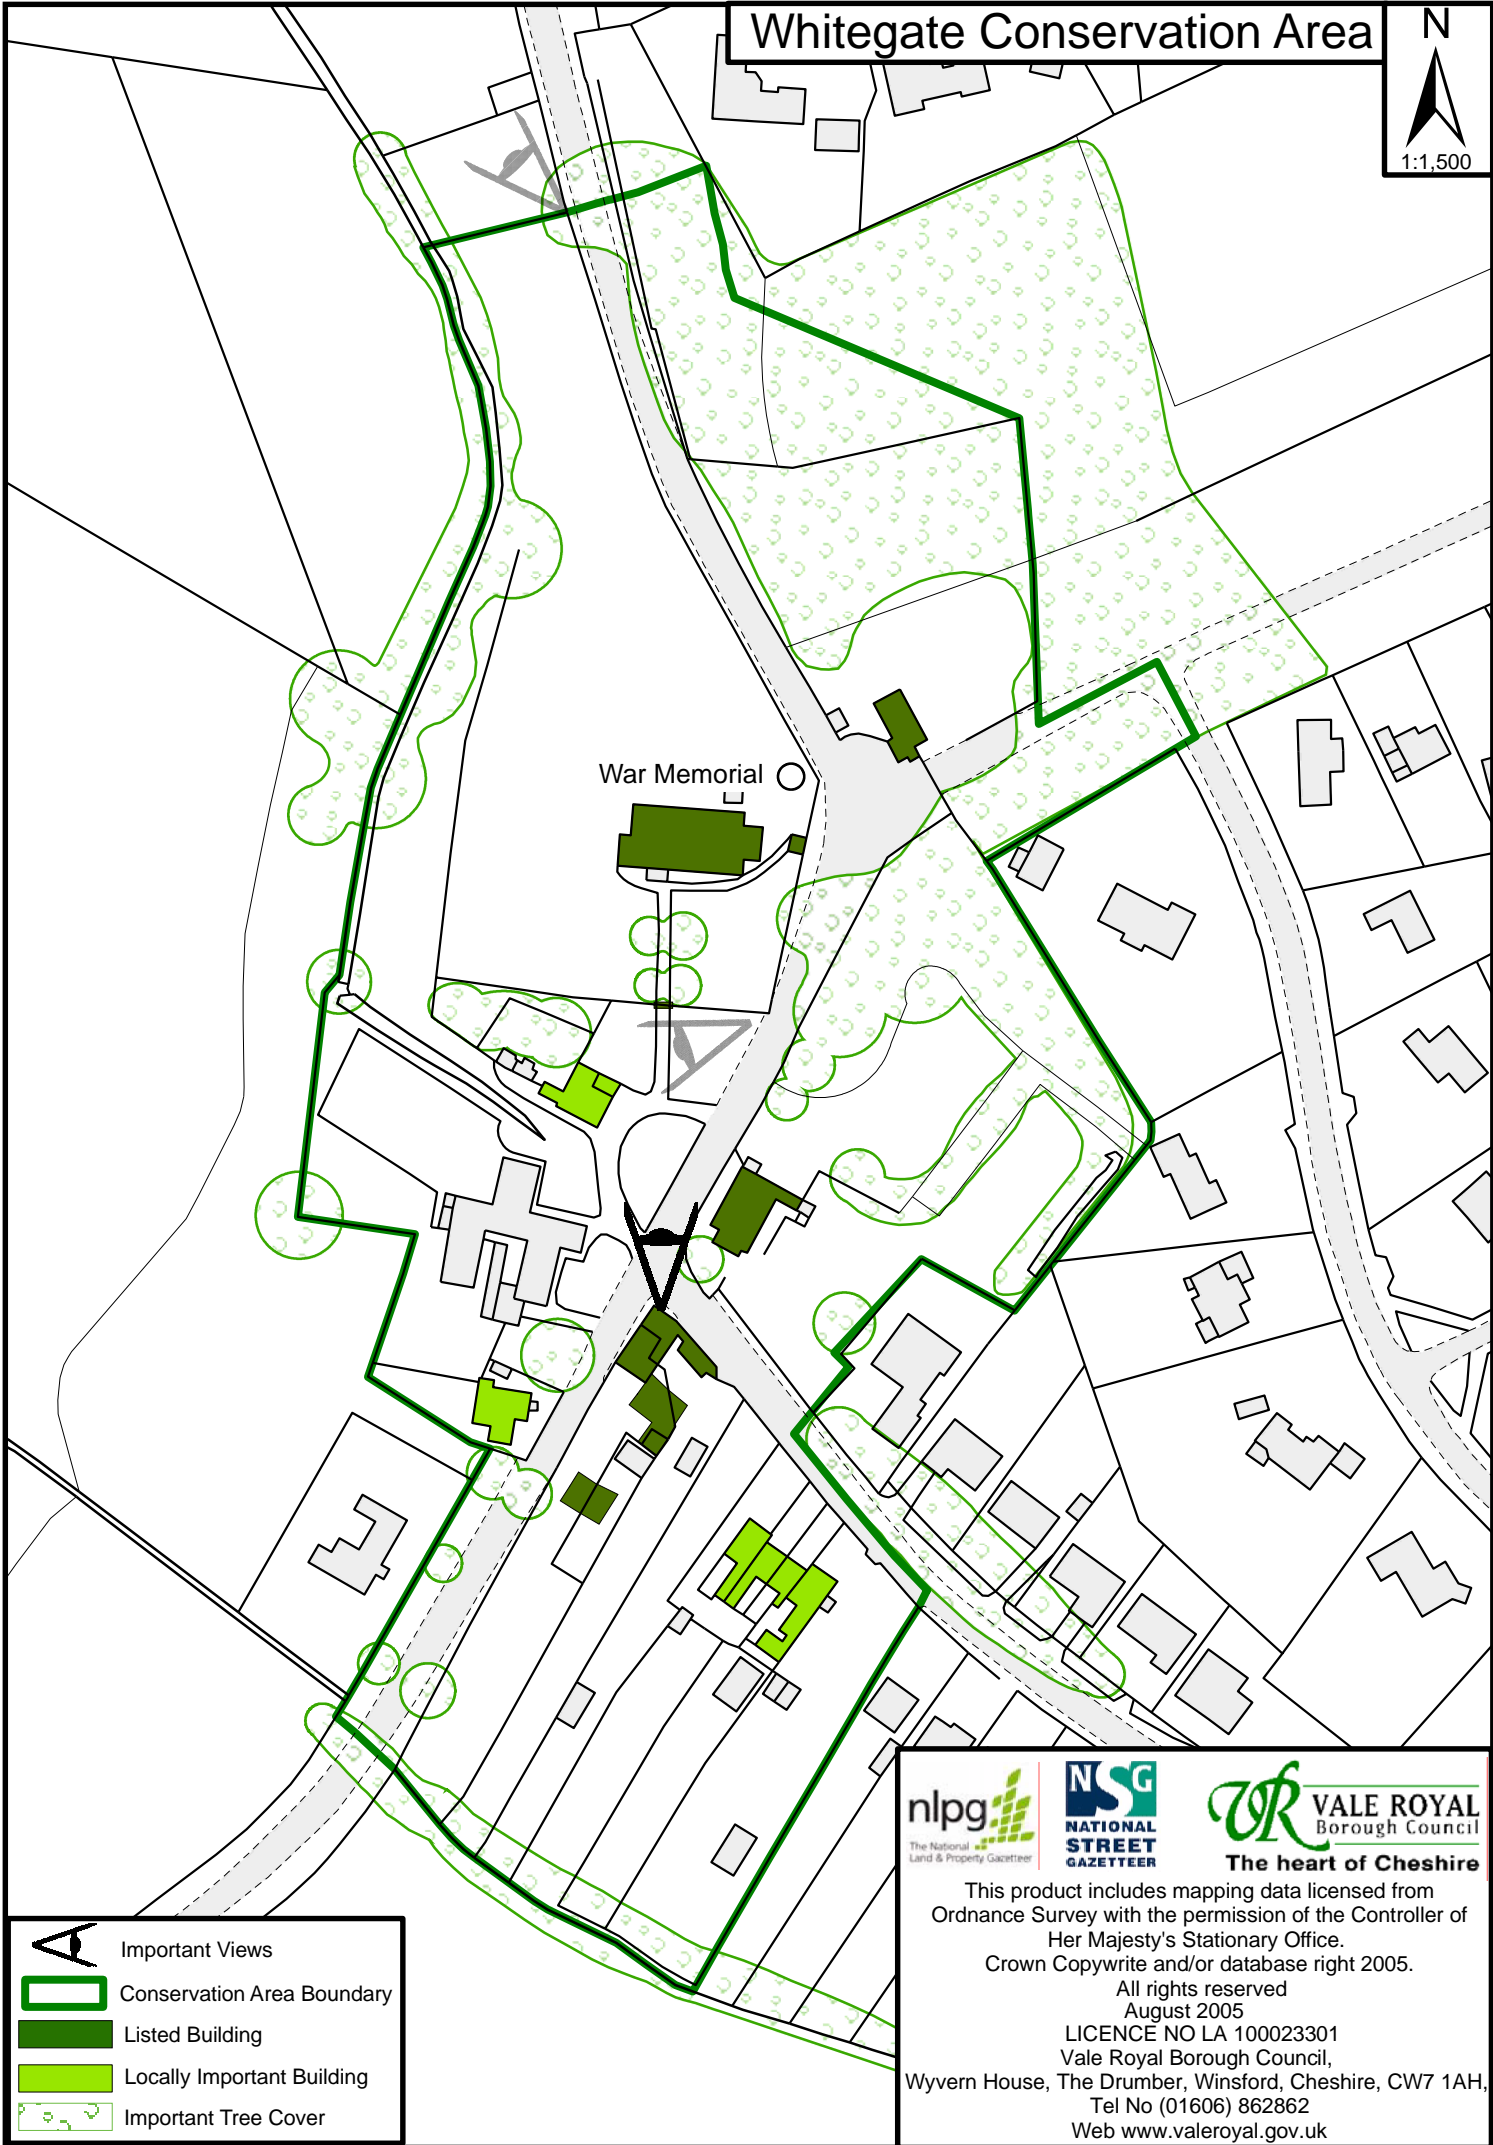 Whitegate Conservation Area
N
1:1,500
War Memorial
Important Views
Conservation Area Boundary
Listed Building
Locally Important Building
Important Tree Cover
nlpg
The National
Land & Property Gazetteer
NSG
NATIONAL
STREET
GAZETTEER
VR
VALE ROYAL
Borough Council
The heart of Cheshire
This product includes mapping data licensed from
Ordnance Survey with the permission of the Controller of
Her Majesty's Stationary Office.
Crown Copywrite and/or database right 2005.
All rights reserved
August 2005
LICENCE NO LA 100023301
Vale Royal Borough Council,
Wyvern House, The Drumber, Winsford, Cheshire, CW7 1AH,
Tel No (01606) 862862
Web www.valeroyal.gov.uk